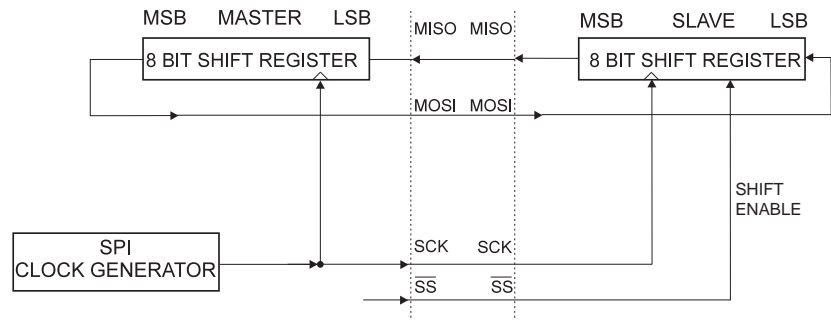 MSB MASTER LSB
MISO MISO
MSB SLAVE LSB
8 BIT SHIFT REGISTER
8 BIT SHIFT REGISTER
MOSI MOSI
SHIFT
ENABLE
SPI
CLOCK GENERATOR
SCK SCK
SS SS